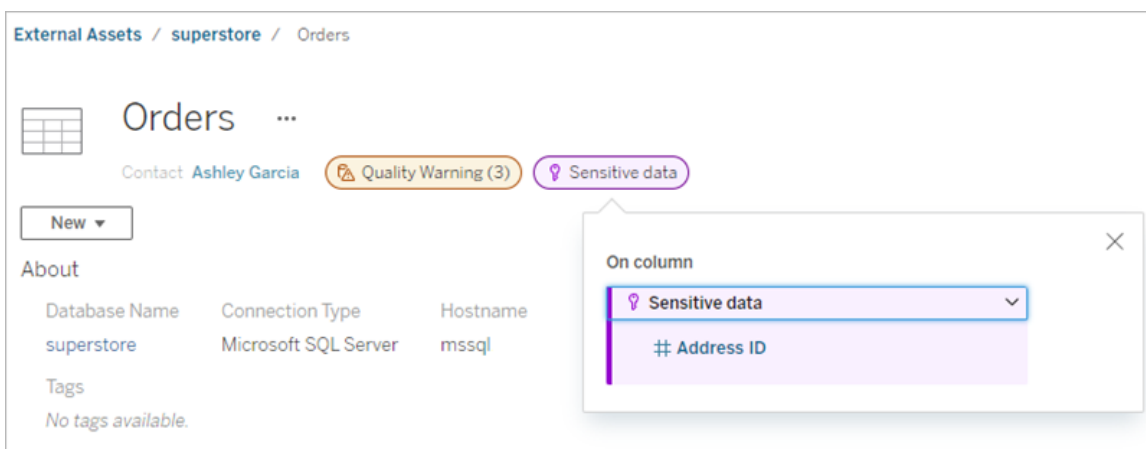 External Assets / superstore / Orders
Orders ...
Contact Ashley Garcia Quality Warning (3) Sensitive data
New
About
Database Name Connection Type Hostname
superstore Microsoft SQL Server mssql
Tags
No tags available.
On column
Sensitive data
# Address ID